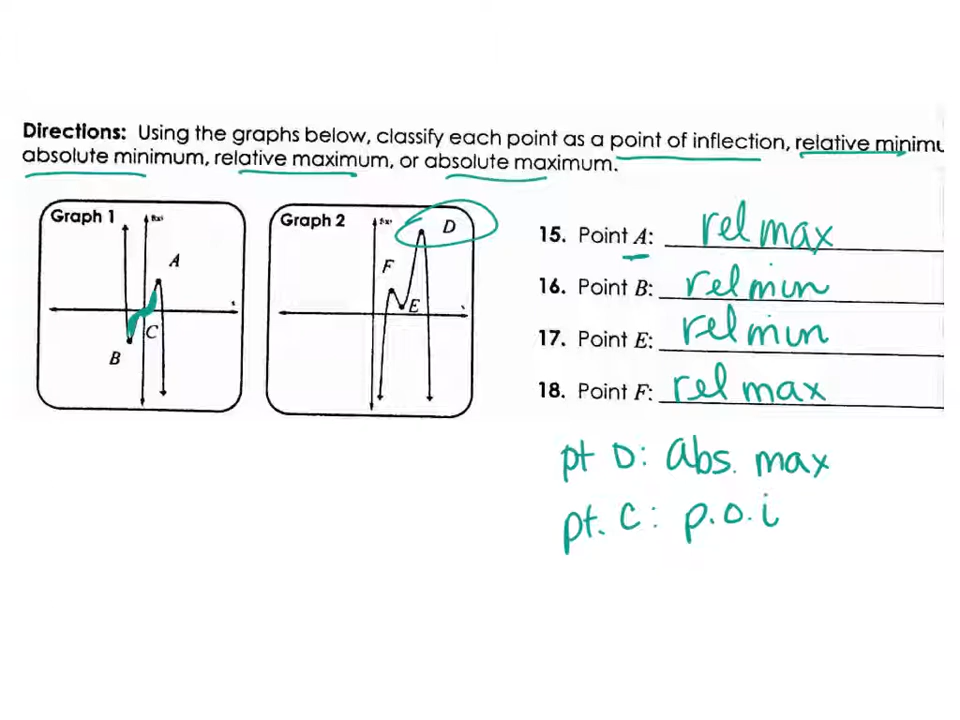 Directions: Using the graphs below, classify each point as a point of inflection, relative minimu
absolute minimum, relative maximum, or absolute maximum.
Graph 1
f(x)
A
C
B
Graph 2
D
F
E
15. Point A: rel max
16. Point B: rel min
17. Point E: rel min
18. Point F: rel max
pt D: abs. max
pt. C: p.o.i